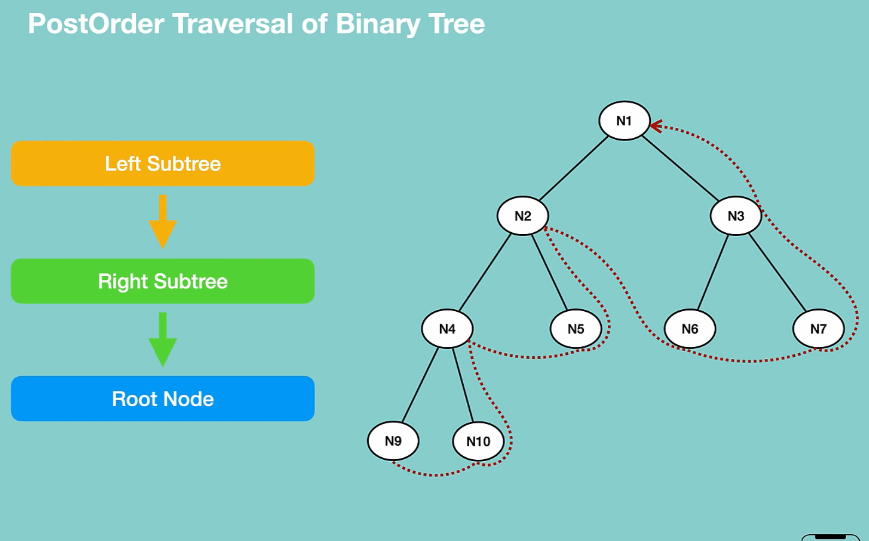 PostOrder Traversal of Binary Tree
Left Subtree
Right Subtree
Root Node
N1
N2
N3
N4
N5
N6
N7
N9
N10